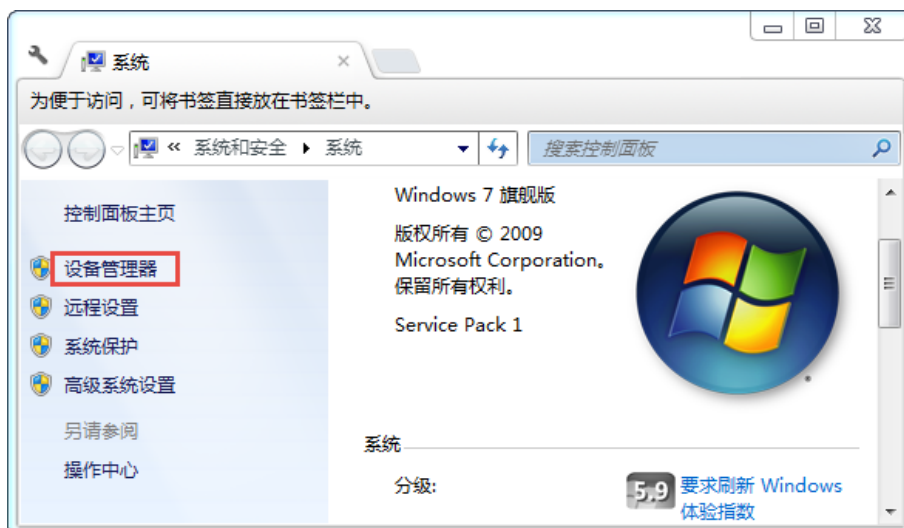 系统
为便于访问，可将书签直接放在书签栏中。
« 系统和安全 ▸ 系统
搜索控制面板
控制面板主页
设备管理器
远程设置
系统保护
高级系统设置
另请参阅
操作中心
Windows 7 旗舰版
版权所有 © 2009
Microsoft Corporation。
保留所有权利。
Service Pack 1
系统
分级:
5.9
要求刷新 Windows
体验指数